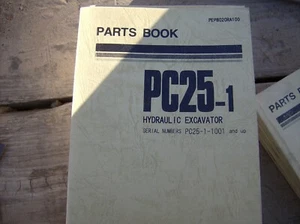 PARTS BOOK
PC25-1
HYDRAULIC EXCAVATOR
SERIAL NUMBERS PC25-1-1001 and up